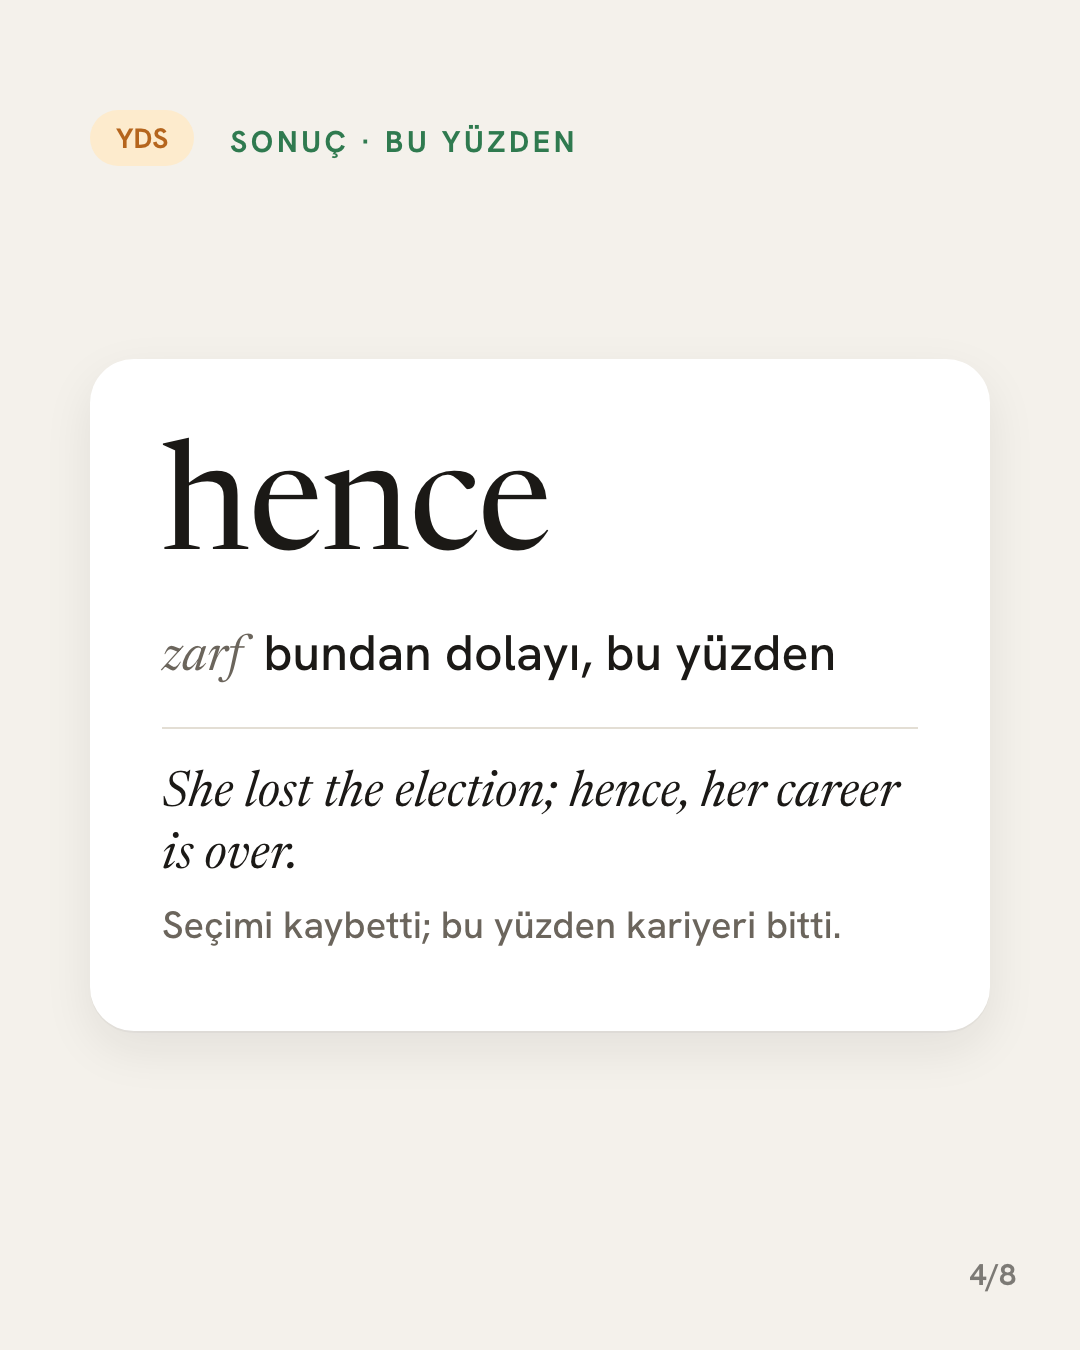 YDS
SONUÇ · BU YÜZDEN
hence
zarf bundan dolayı, bu yüzden
She lost the election; hence, her career
is over.
Seçimi kaybetti; bu yüzden kariyeri bitti.
4/8